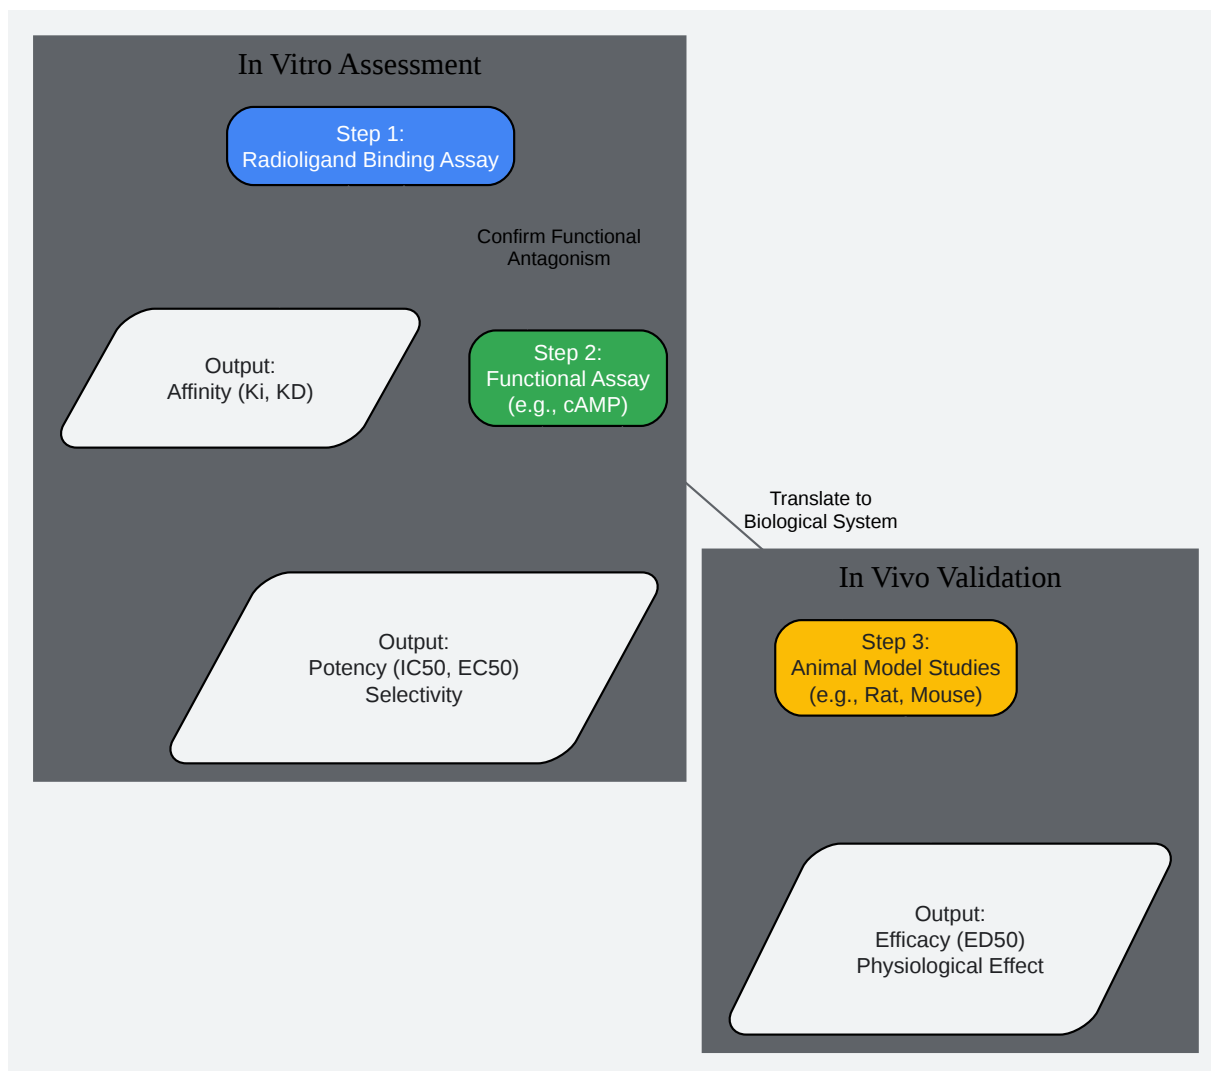 In Vitro Assessment
Step 1:
Radioligand Binding Assay
Confirm Functional
Antagonism
Output:
Affinity (Ki, KD)
Step 2:
Functional Assay
(e.g., cAMP)
Translate to
Biological System
In Vivo Validation
Output:
Potency (IC50, EC50)
Selectivity
Step 3:
Animal Model Studies
(e.g., Rat, Mouse)
Output:
Efficacy (ED50)
Physiological Effect